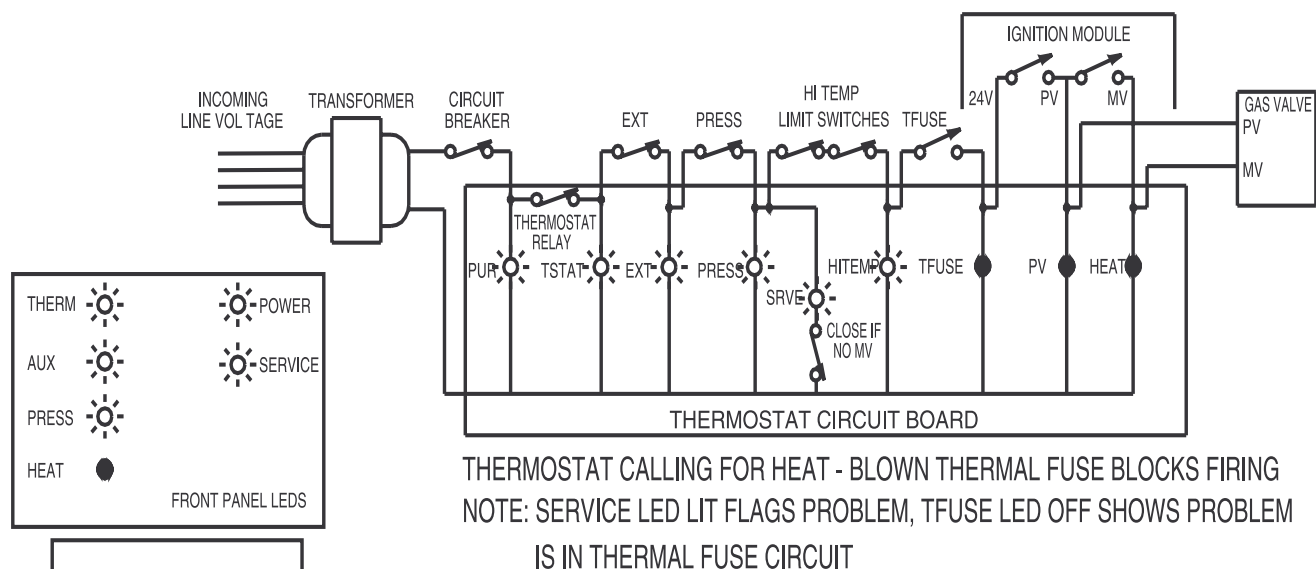 IGNITION MODULE
INCOMING
LINE VOL TAGE
TRANSFORMER
CIRCUIT
BREAKER
EXT
PRESS
HI TEMP
LIMIT SWITCHES
TFUSE
24V
PV
MV
GAS VALVE
PV
MV
THERMOSTAT
RELAY
PUR
TSTAT
EXT
PRESS
SRVE
HITEMP
TFUSE
PV
HEAT
CLOSE IF
NO MV
THERMOSTAT CIRCUIT BOARD
THERM
POWER
AUX
SERVICE
PRESS
HEAT
FRONT PANEL LEDS
THERMOSTAT CALLING FOR HEAT - BLOWN THERMAL FUSE BLOCKS FIRING
NOTE: SERVICE LED LIT FLAGS PROBLEM, TFUSE LED OFF SHOWS PROBLEM
IS IN THERMAL FUSE CIRCUIT